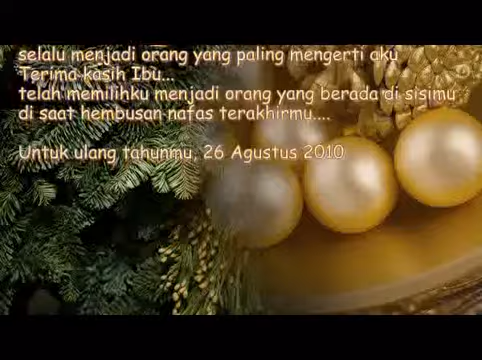 selalu menjadi orang yang paling mengerti aku
Terima kasih Ibu...
telah memilihku menjadi orang yang berada di sisimu
di saat hembusan nafas terakhirmu....
Untuk ulang tahunmu, 26 Agustus 2010